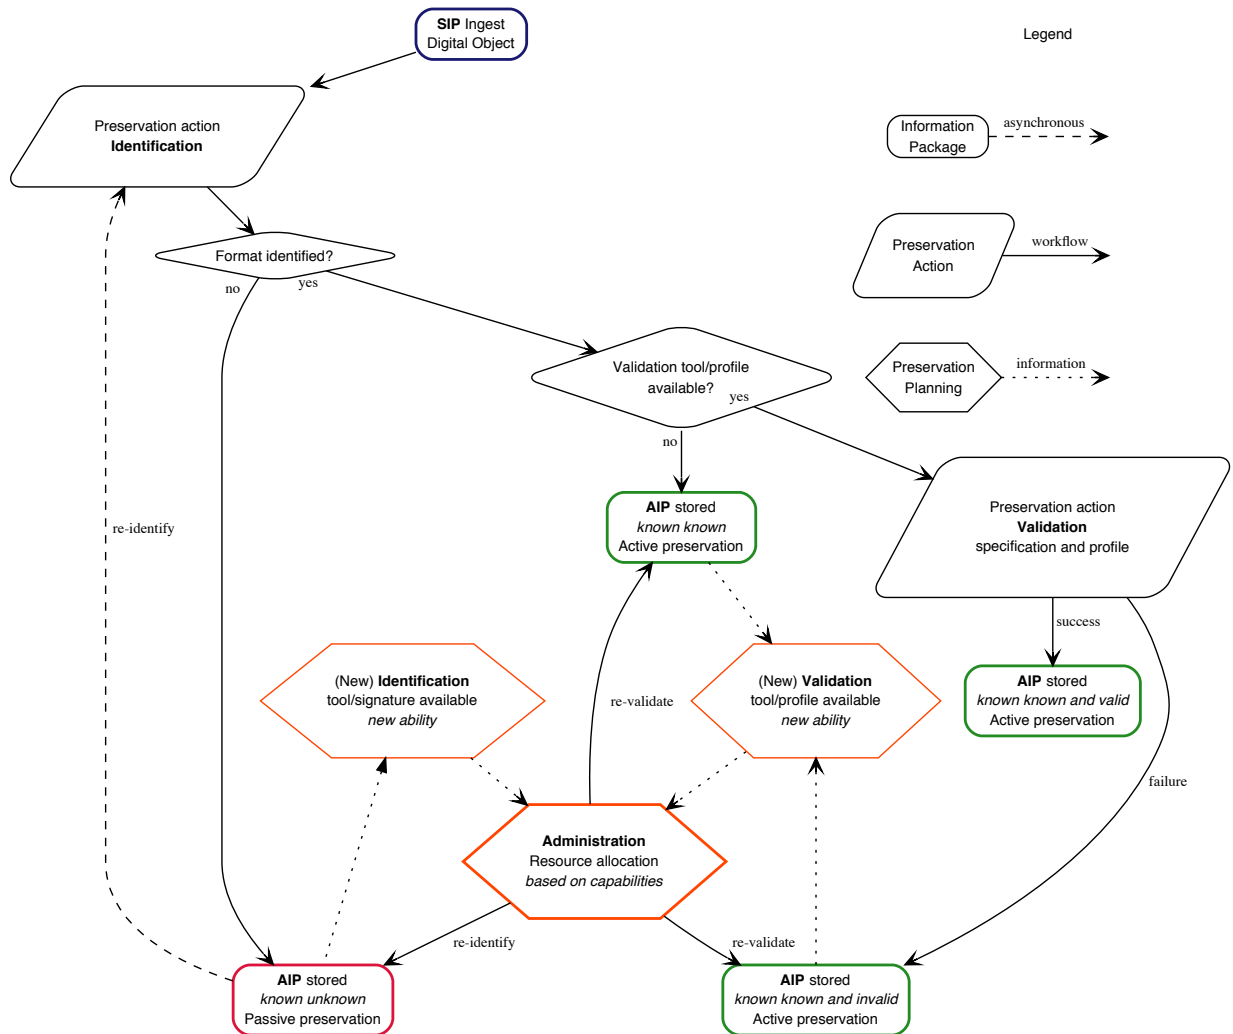 SIP Ingest
Digital Object
Legend
Preservation action
Identification
Information
Package
asynchronous
Format identified?
no
yes
Preservation
Action
workflow
Validation tool/profile
available?
yes
no
Preservation
Planning
information
AIP stored
known known
Active preservation
Preservation action
Validation
specification and profile
re-identify
success
failure
(New) Identification
tool/signature available
new ability
re-validate
(New) Validation
tool/profile available
new ability
AIP stored
known known and valid
Active preservation
Administration
Resource allocation
based on capabilities
re-identify
re-validate
AIP stored
known unknown
Passive preservation
AIP stored
known known and invalid
Active preservation